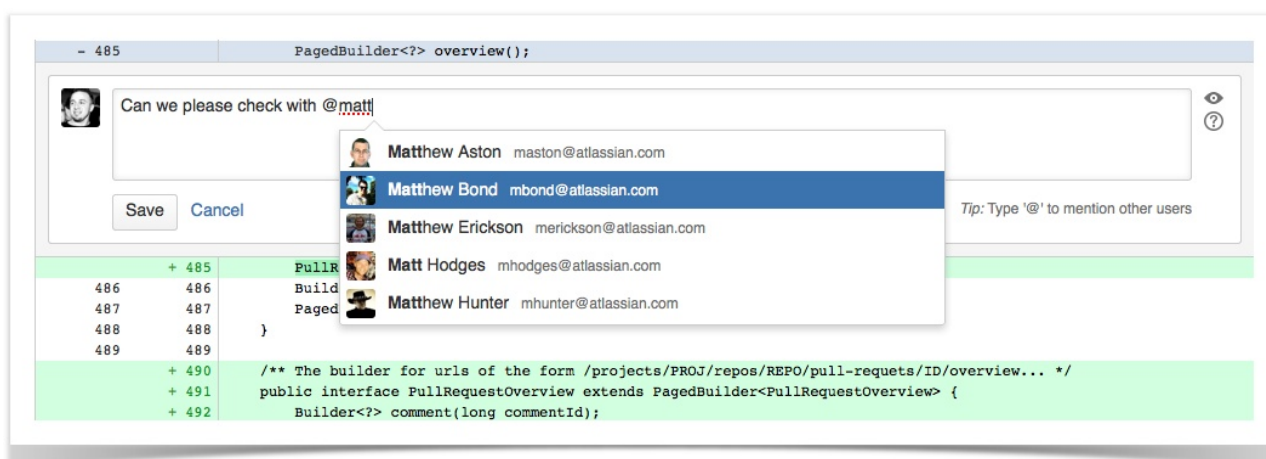 - 485 PagedBuilder<?> overview();
Can we please check with @matt
Matthew Aston maston@atlassian.com
Matthew Bond mbond@atlassian.com
Matthew Erickson merickson@atlassian.com
Matt Hodges mhodges@atlassian.com
Matthew Hunter mhunter@atlassian.com
Save Cancel
Tip: Type '@' to mention other users
+ 485 PullR
486 486 Build
487 487 Paged
488 488 }
489 489
+ 490 /** The builder for urls of the form /projects/PROJ/repos/REPO/pull-requets/ID/overview... */
+ 491 public interface PullRequestOverview extends PagedBuilder<PullRequestOverview> {
+ 492 Builder<?> comment(long commentId);